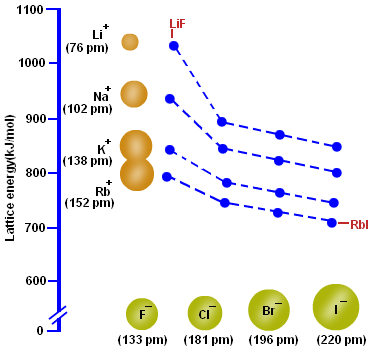 Lattice energy(kJ/mol)
1100
1000
900
800
700
600
0
Li+
(76 pm)
Na+
(102 pm)
K+
(138 pm)
Rb+
(152 pm)
LiF
RbI
F−
(133 pm)
Cl−
(181 pm)
Br−
(196 pm)
I−
(220 pm)